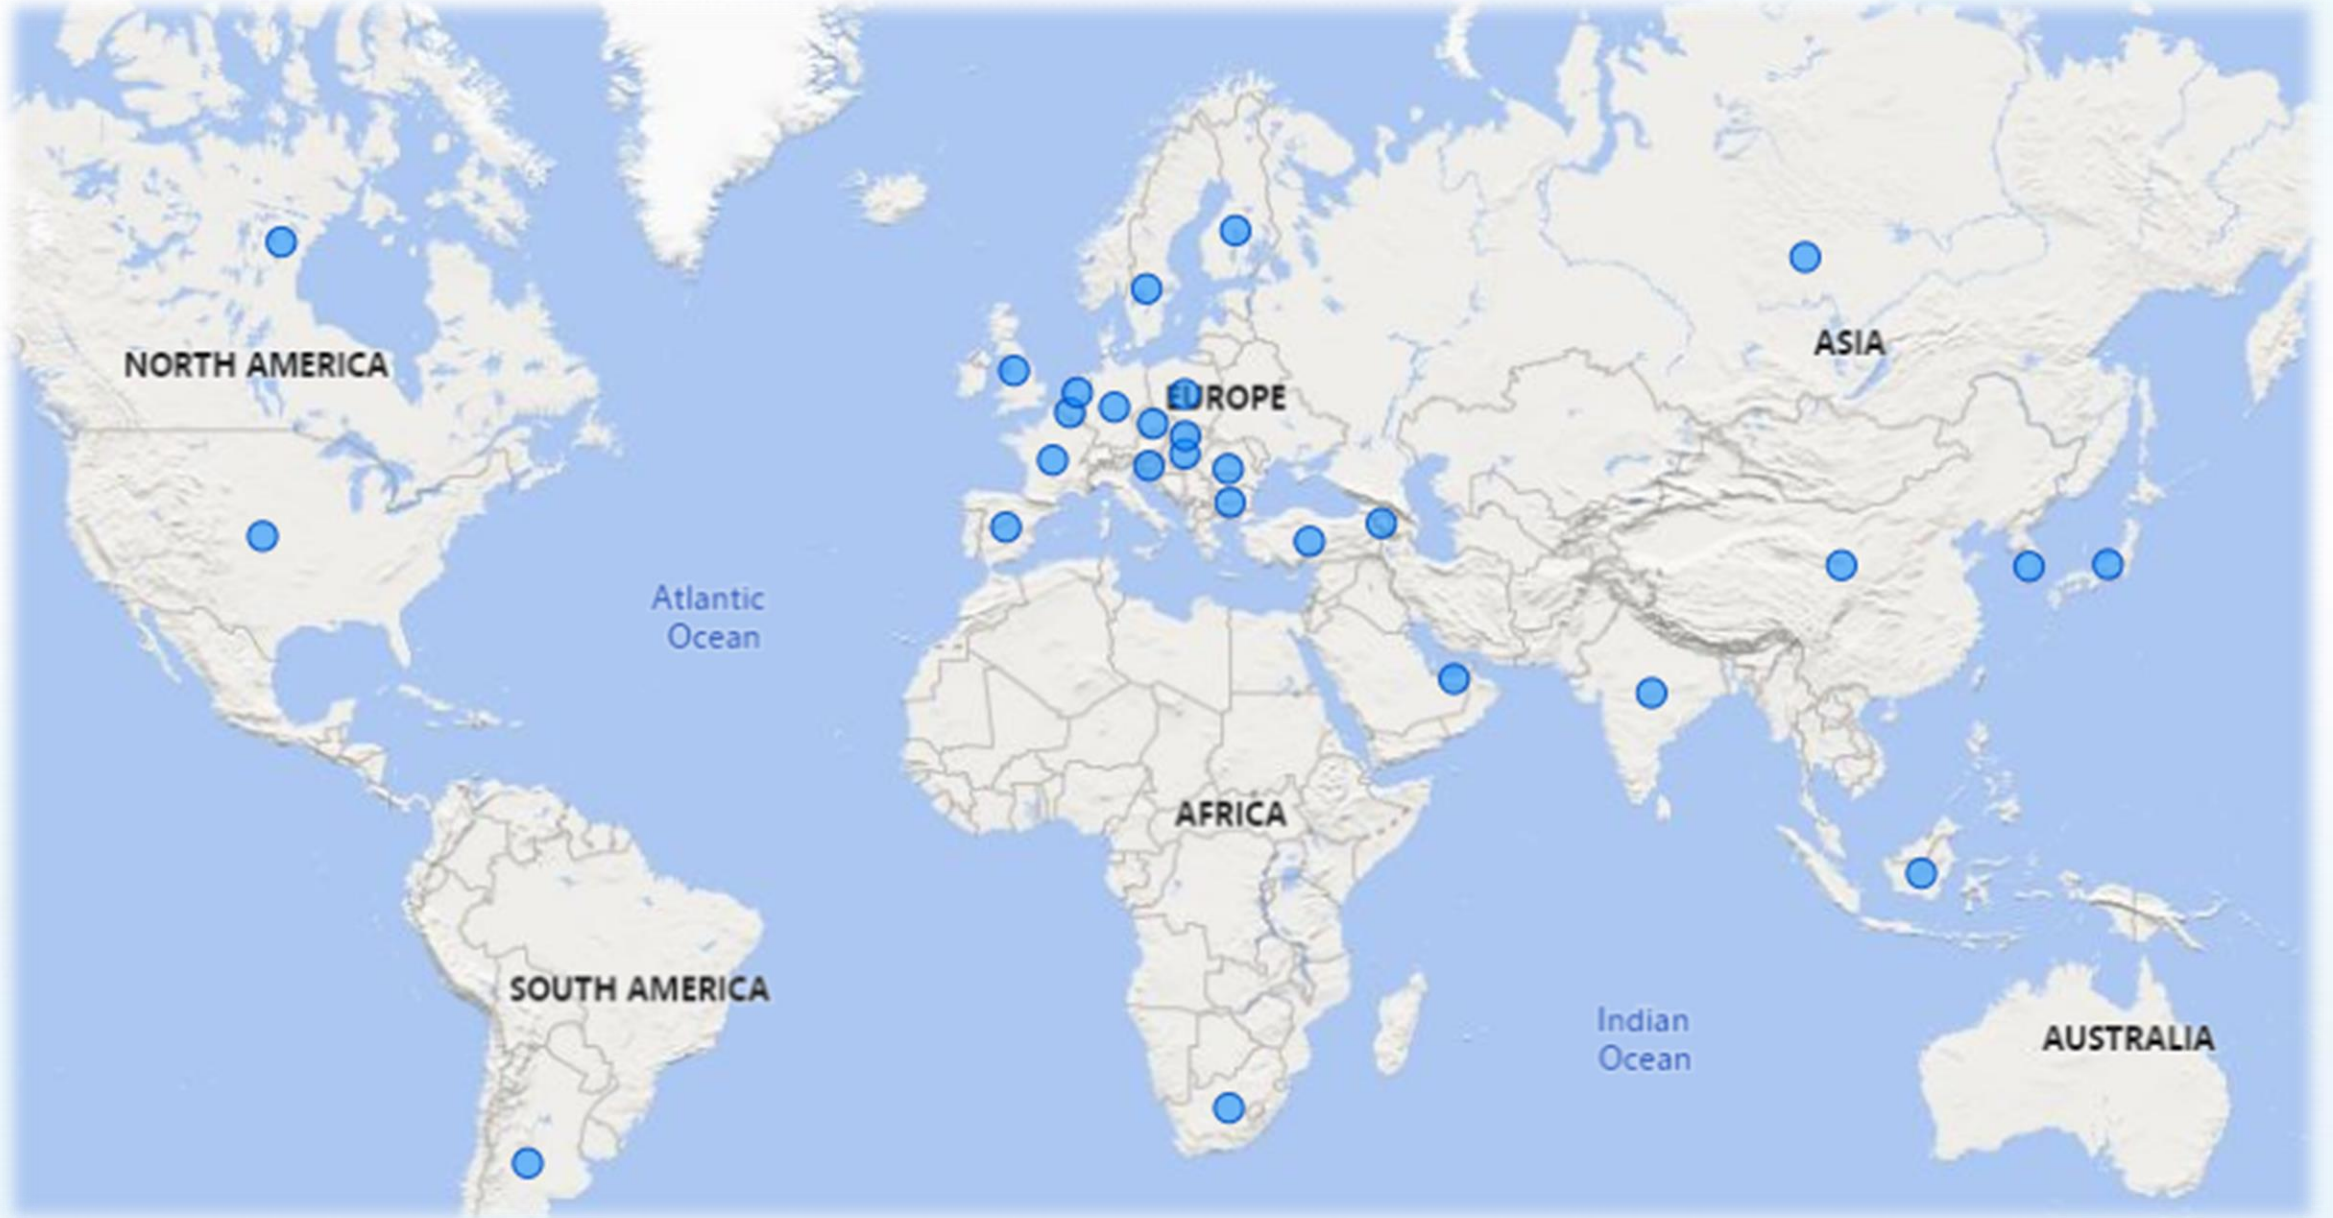 NORTH AMERICA
ASIA
EUROPE
Atlantic
Ocean
AFRICA
SOUTH AMERICA
Indian
Ocean
AUSTRALIA